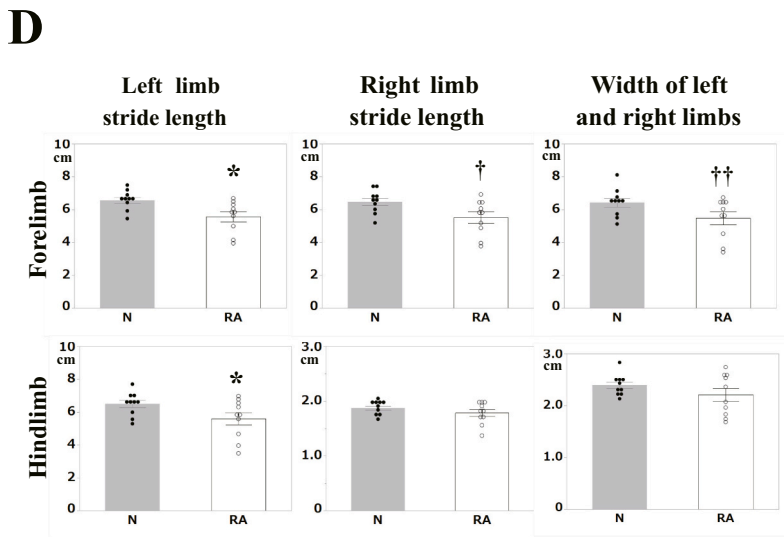 D
Left limb
stride length
Right limb
stride length
Width of left
and right limbs
Forelimb
10
cm
8
6
4
2
0
*
N
RA
10
cm
8
6
4
2
0
†
N
RA
10
cm
8
6
4
2
0
††
N
RA
Hindlimb
10
cm
8
6
4
2
0
*
N
RA
3.0
cm
2.0
1.0
0
N
RA
3.0
cm
2.0
1.0
0
N
RA